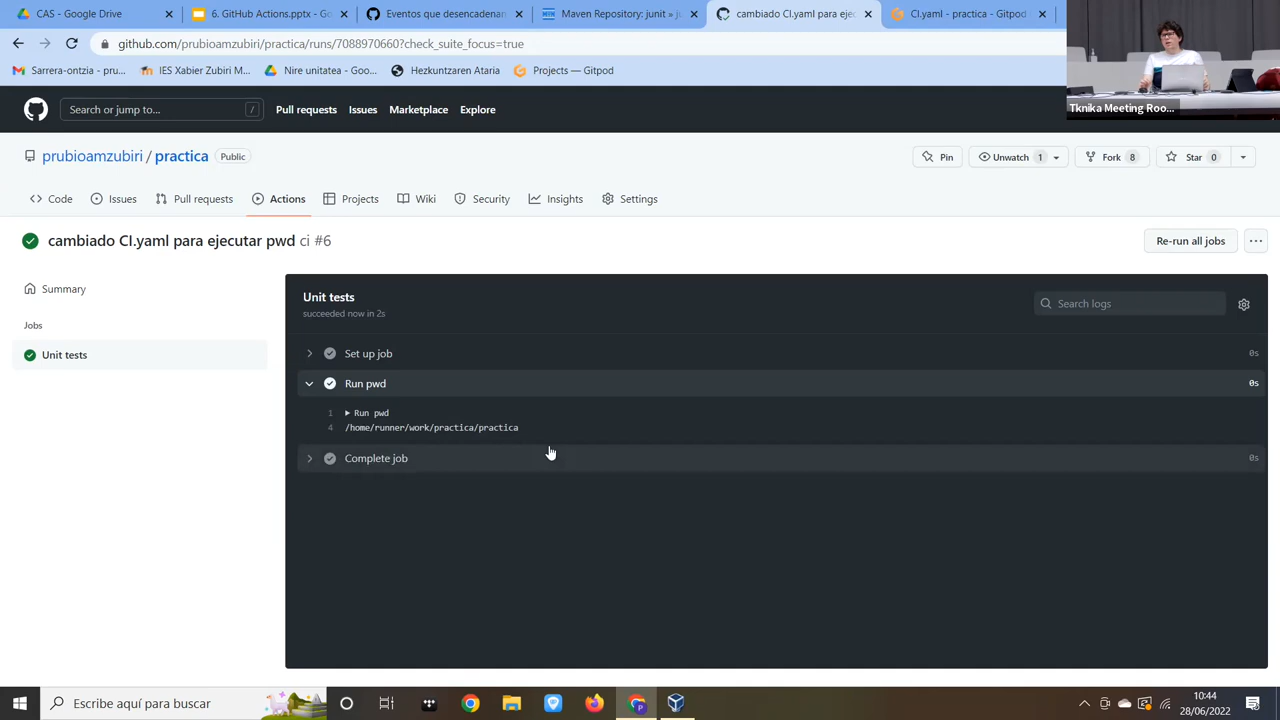 CAS - Google Drive
6. GitHub Actions.pptx - Go
Eventos que desencadenan
Maven Repository: junit » ju
cambiado CI.yaml para ejec
CI.yaml - practica - Gitpod
github.com/prubioamzubiri/practica/runs/7088970660?check_suite_focus=true
Sarrera-ontzia - pru...
IES Xabier Zubiri M...
Nire unitatea - Goo...
Hezkuntzaren Ataria
Projects — Gitpod
Tknika Meeting Roo...
Search or jump to...
/
Pull requests
Issues
Marketplace
Explore
prubioamzubiri / practica
Public
Pin
Unwatch 1
Fork 8
Star 0
Code
Issues
Pull requests
Actions
Projects
Wiki
Insights
Security
Settings
cambiado CI.yaml para ejecutar pwd ci #6
Re-run all jobs
...
Summary
Jobs
Unit tests
Unit tests
succeeded now in 2s
Search logs
Set up job
0s
Run pwd
0s
1 Run pwd
4 /home/runner/work/practica/practica
Complete job
0s
Escribe aquí para buscar
10:44
28/06/2022